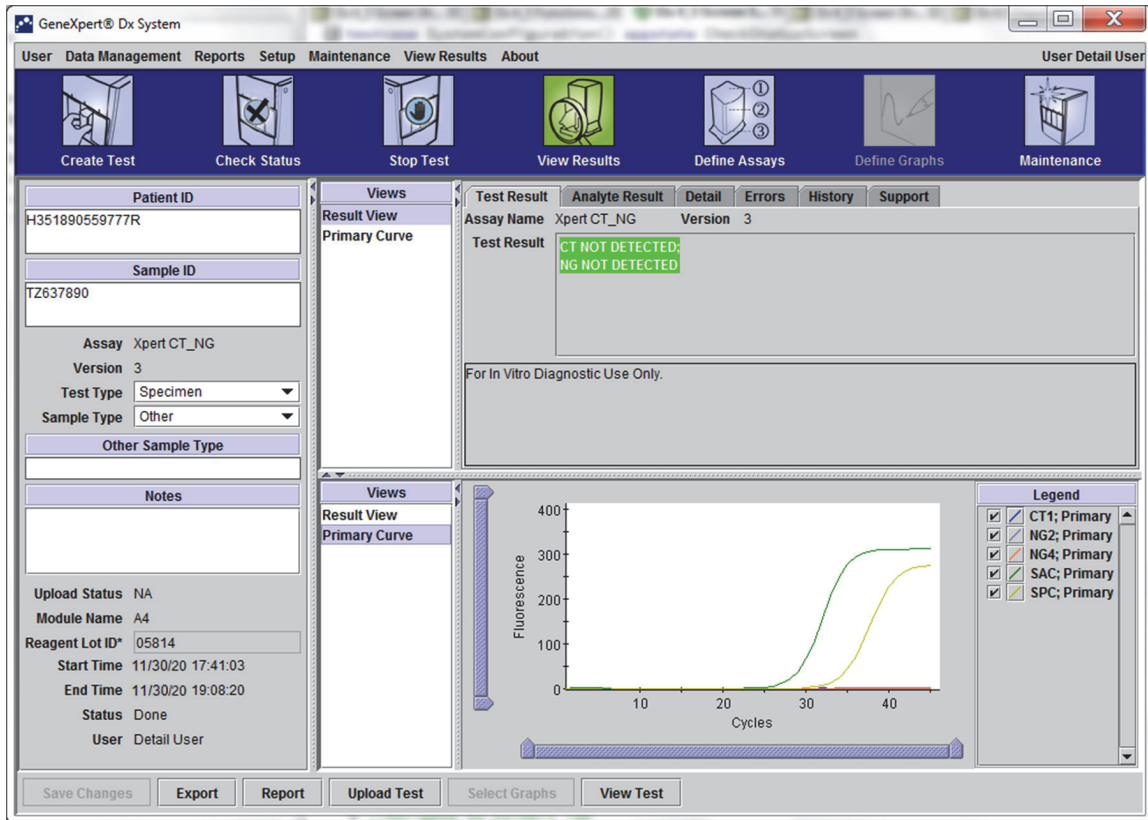 GeneXpert® Dx System
User Data Management Reports Setup Maintenance View Results About User Detail User
Create Test Check Status Stop Test View Results Define Assays Define Graphs Maintenance
①
②
③
Patient ID
H351890559777R
Sample ID
TZ637890
Assay Xpert CT_NG
Version 3
Test Type Specimen
Sample Type Other
Other Sample Type
Notes
Upload Status NA
Module Name A4
Reagent Lot ID* 05814
Start Time 11/30/20 17:41:03
End Time 11/30/20 19:08:20
Status Done
User Detail User
Views
Result View
Primary Curve
Test Result Analyte Result Detail Errors History Support
Assay Name Xpert CT_NG Version 3
Test Result CT NOT DETECTED;
NG NOT DETECTED
For In Vitro Diagnostic Use Only.
Views
Result View
Primary Curve
Fluorescence
400
300
200
100
0
10 20 30 40
Cycles
Legend
CT1; Primary
NG2; Primary
NG4; Primary
SAC; Primary
SPC; Primary
Save Changes Export Report Upload Test Select Graphs View Test